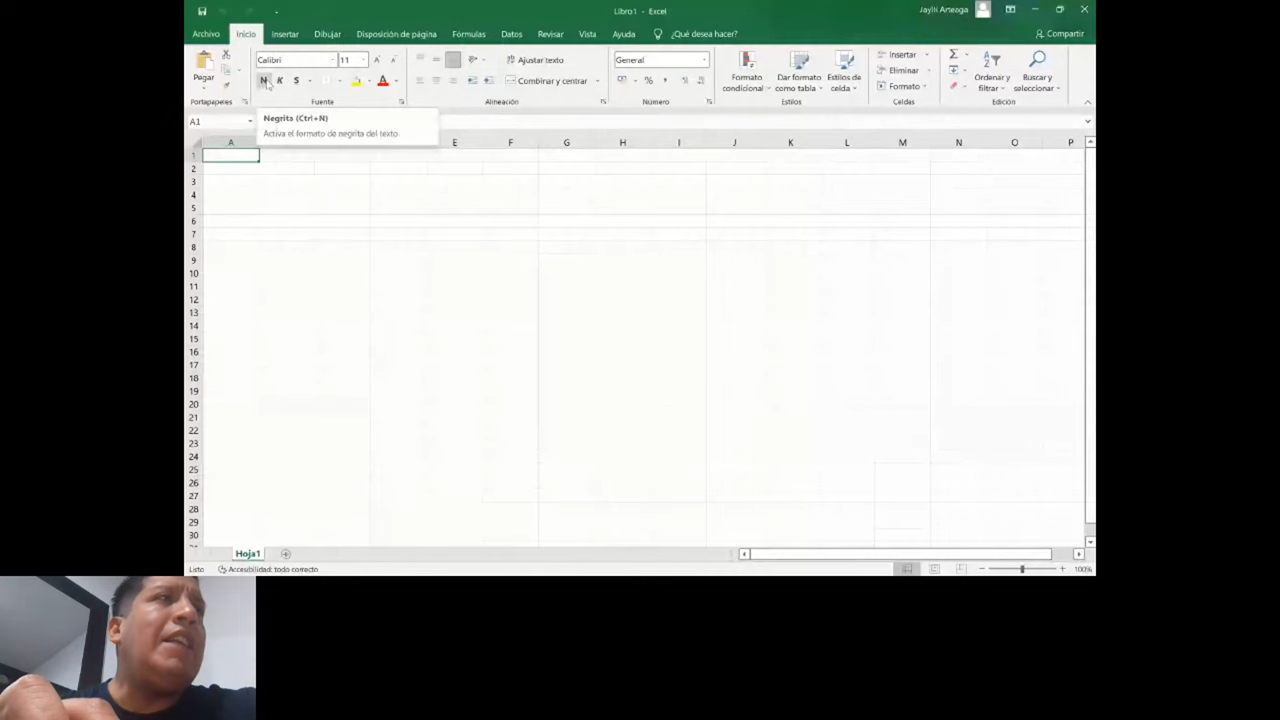 Libro1 - Excel
Jaylli Arteaga
Archivo Inicio Insertar Dibujar Disposición de página Fórmulas Datos Revisar Vista Ayuda ¿Qué desea hacer? Compartir
Pegar
Portapapeles
Calibri 11
N K S A
Fuente
Ajustar texto
Combinar y centrar
Alineación
General
%
Número
Formato condicional
Dar formato como tabla
Estilos de celda
Estilos
Insertar
Eliminar
Formato
Celdas
Σ
Ordenar y filtrar
Buscar y seleccionar
Edición
A1
Negrita (Ctrl+N)
Activa el formato de negrita del texto.
A E F G H I J K L M N O P
1
2
3
4
5
6
7
8
9
10
11
12
13
14
15
16
17
18
19
20
21
22
23
24
25
26
27
28
29
30
Hoja1
Listo Accesibilidad: todo correcto 100%